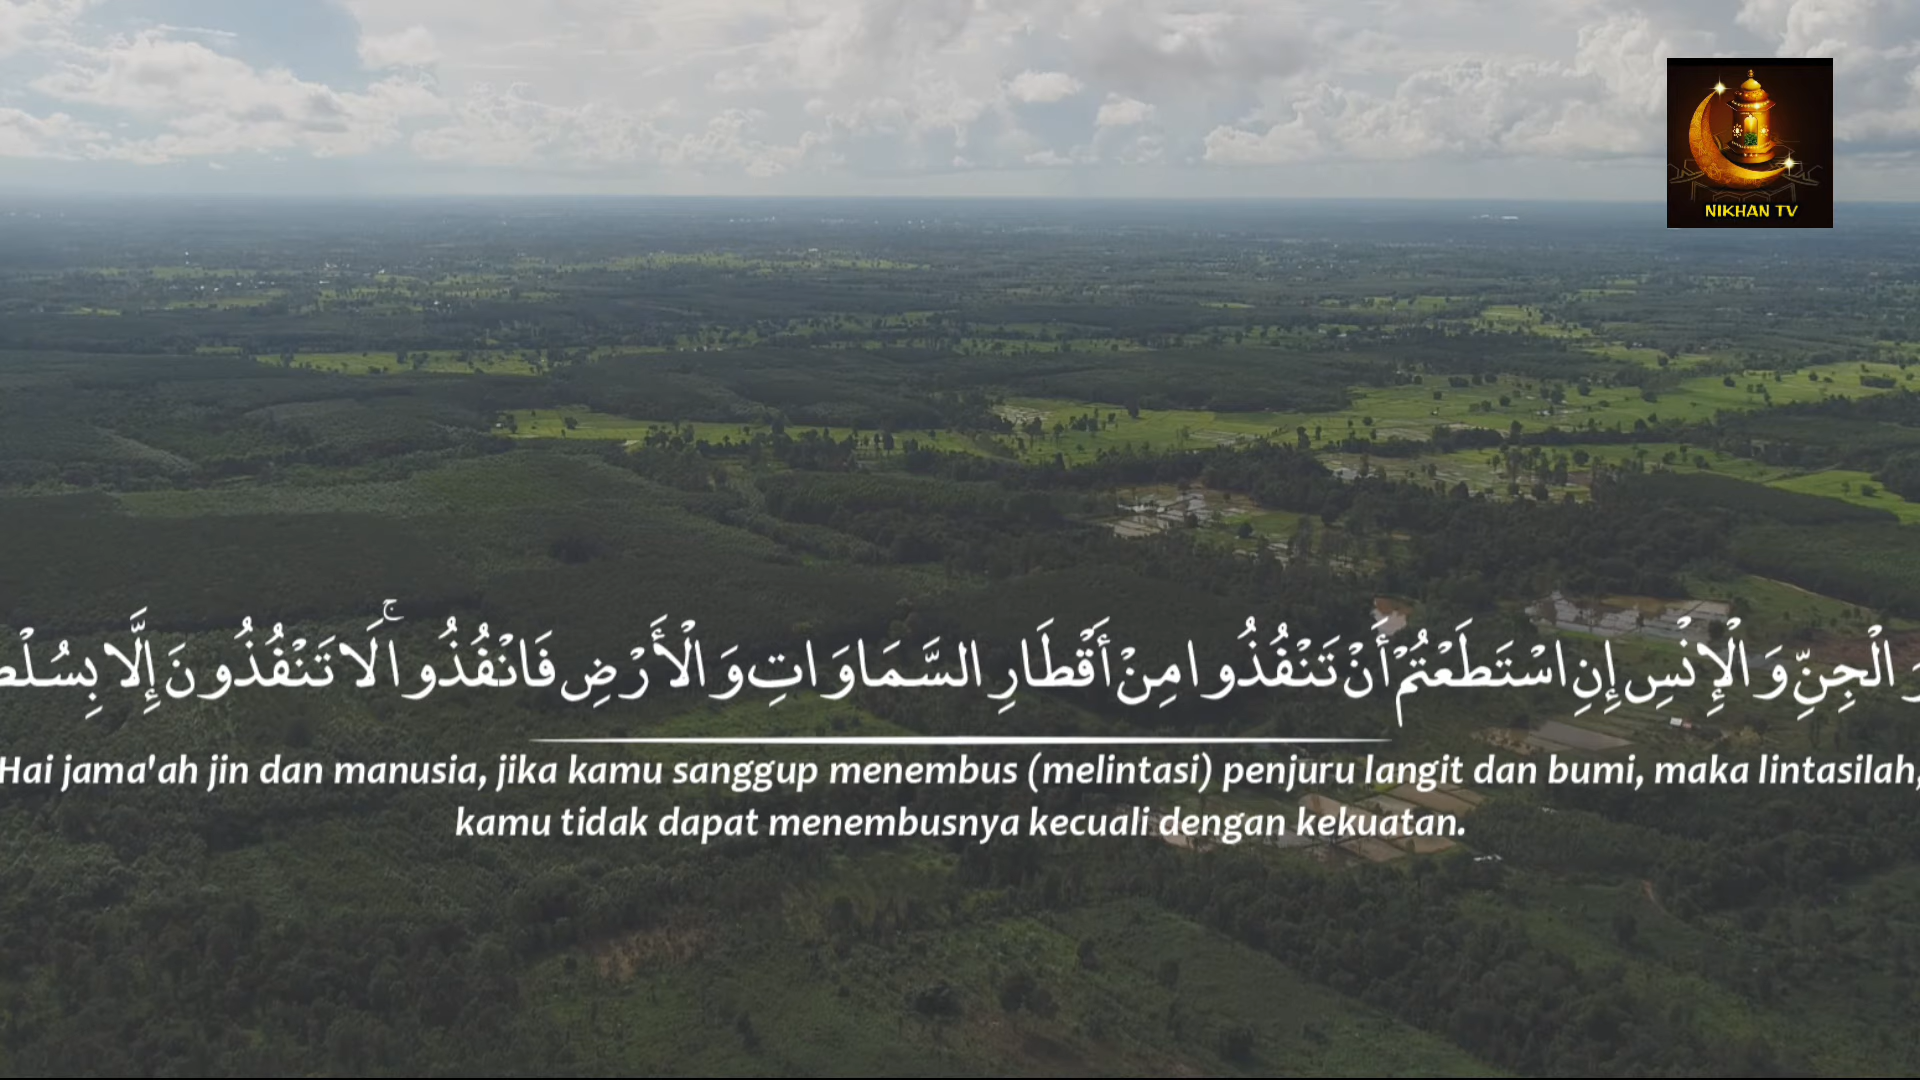 NIKHAN TV
الْجِنِّ وَالْإِنْسِ إِنِ اسْتَطَعْتُمْ أَنْ تَنْفُذُوا مِنْ أَقْطَارِ السَّمَاوَاتِ وَالْأَرْضِ فَانْفُذُوا ۚ لَا تَنْفُذُونَ إِلَّا
Hai jama'ah jin dan manusia, jika kamu sanggup menembus (melintasi) penjuru langit dan bumi, maka lintasilah,
kamu tidak dapat menembusnya kecuali dengan kekuatan.